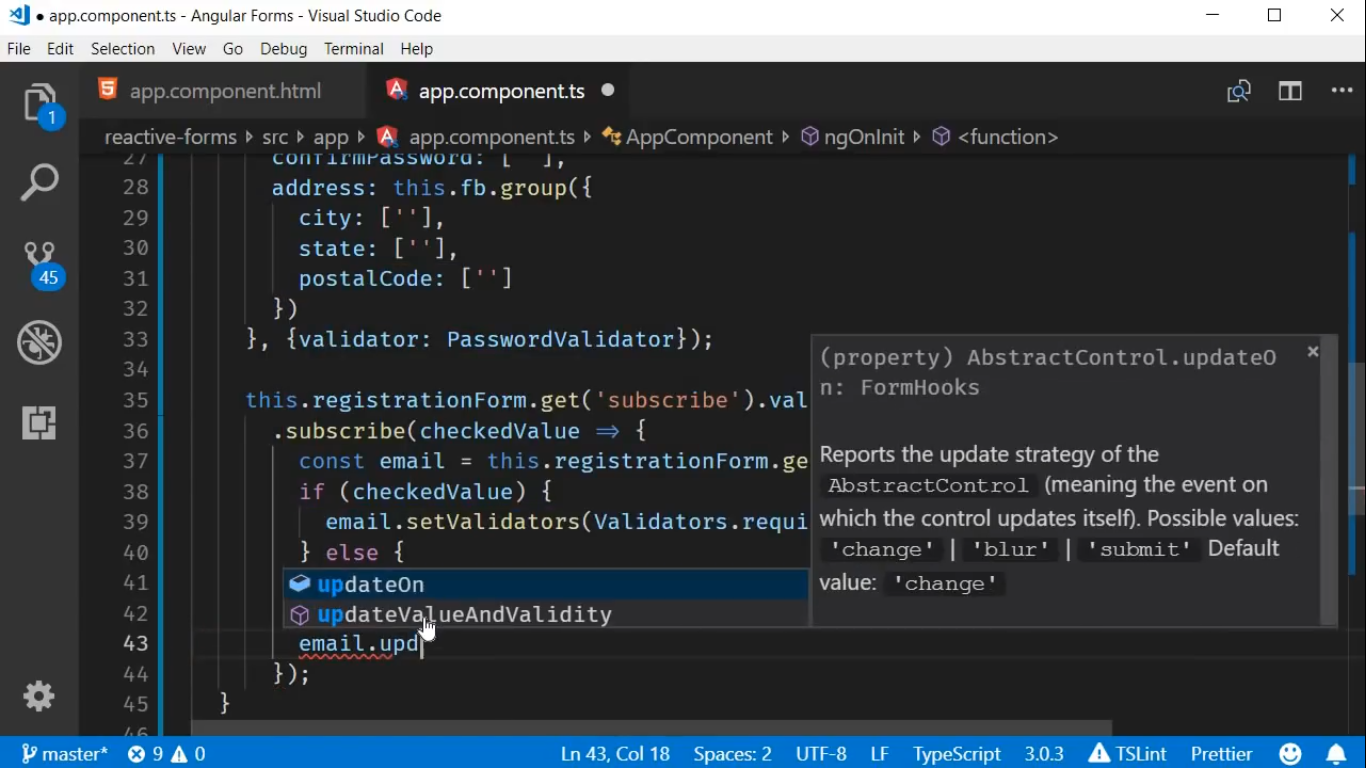 ● app.component.ts - Angular Forms - Visual Studio Code
File Edit Selection View Go Debug Terminal Help
app.component.html app.component.ts
1
reactive-forms src app app.component.ts AppComponent ngOnInit <function>
27 confirmPassword: [''],
28 address: this.fb.group({
29 city: [''],
30 state: [''],
31 postalCode: ['']
32 })
33 }, {validator: PasswordValidator});
34
35 this.registrationForm.get('subscribe').val
36 .subscribe(checkedValue => {
37 const email = this.registrationForm.ge
38 if (checkedValue) {
39 email.setValidators(Validators.requi
40 } else {
41
42
43 email.upd
44 });
45 }
46
45
updateOn
updateValueAndValidity
(property) AbstractControl.updateO
n: FormHooks
Reports the update strategy of the
AbstractControl (meaning the event on
which the control updates itself). Possible values:
'change' | 'blur' | 'submit' Default
value: 'change'
master* 9 0 Ln 43, Col 18 Spaces: 2 UTF-8 LF TypeScript 3.0.3 TSLint Prettier